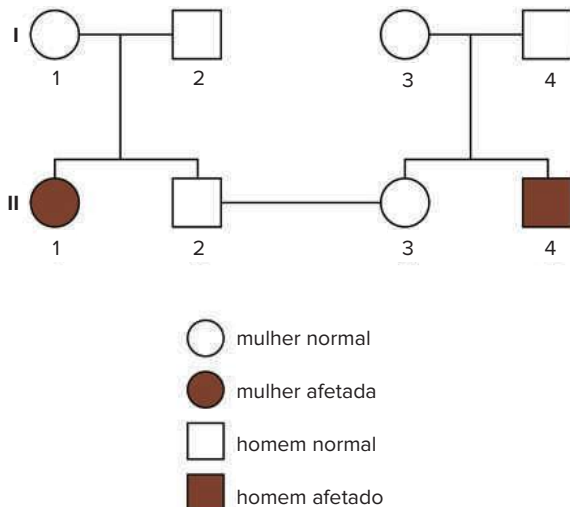 I
1 2 3 4
II
1 2 3 4
mulher normal
mulher afetada
homem normal
homem afetado